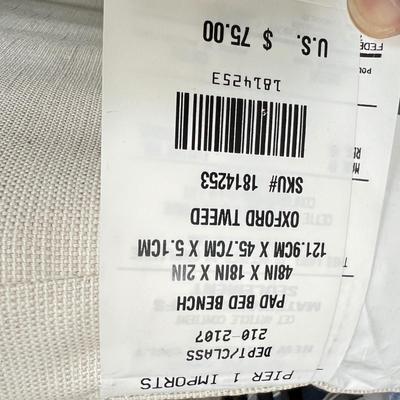 PIER 1 IMPORTS
DEPT/CLASS
210-2107
PAD BED BENCH
48IN X 18IN X 2IN
121.9CM X 45.7CM X 5.1CM
OXFORD TWEED
SKU# 1814253
1814253
U.S. $ 75.00